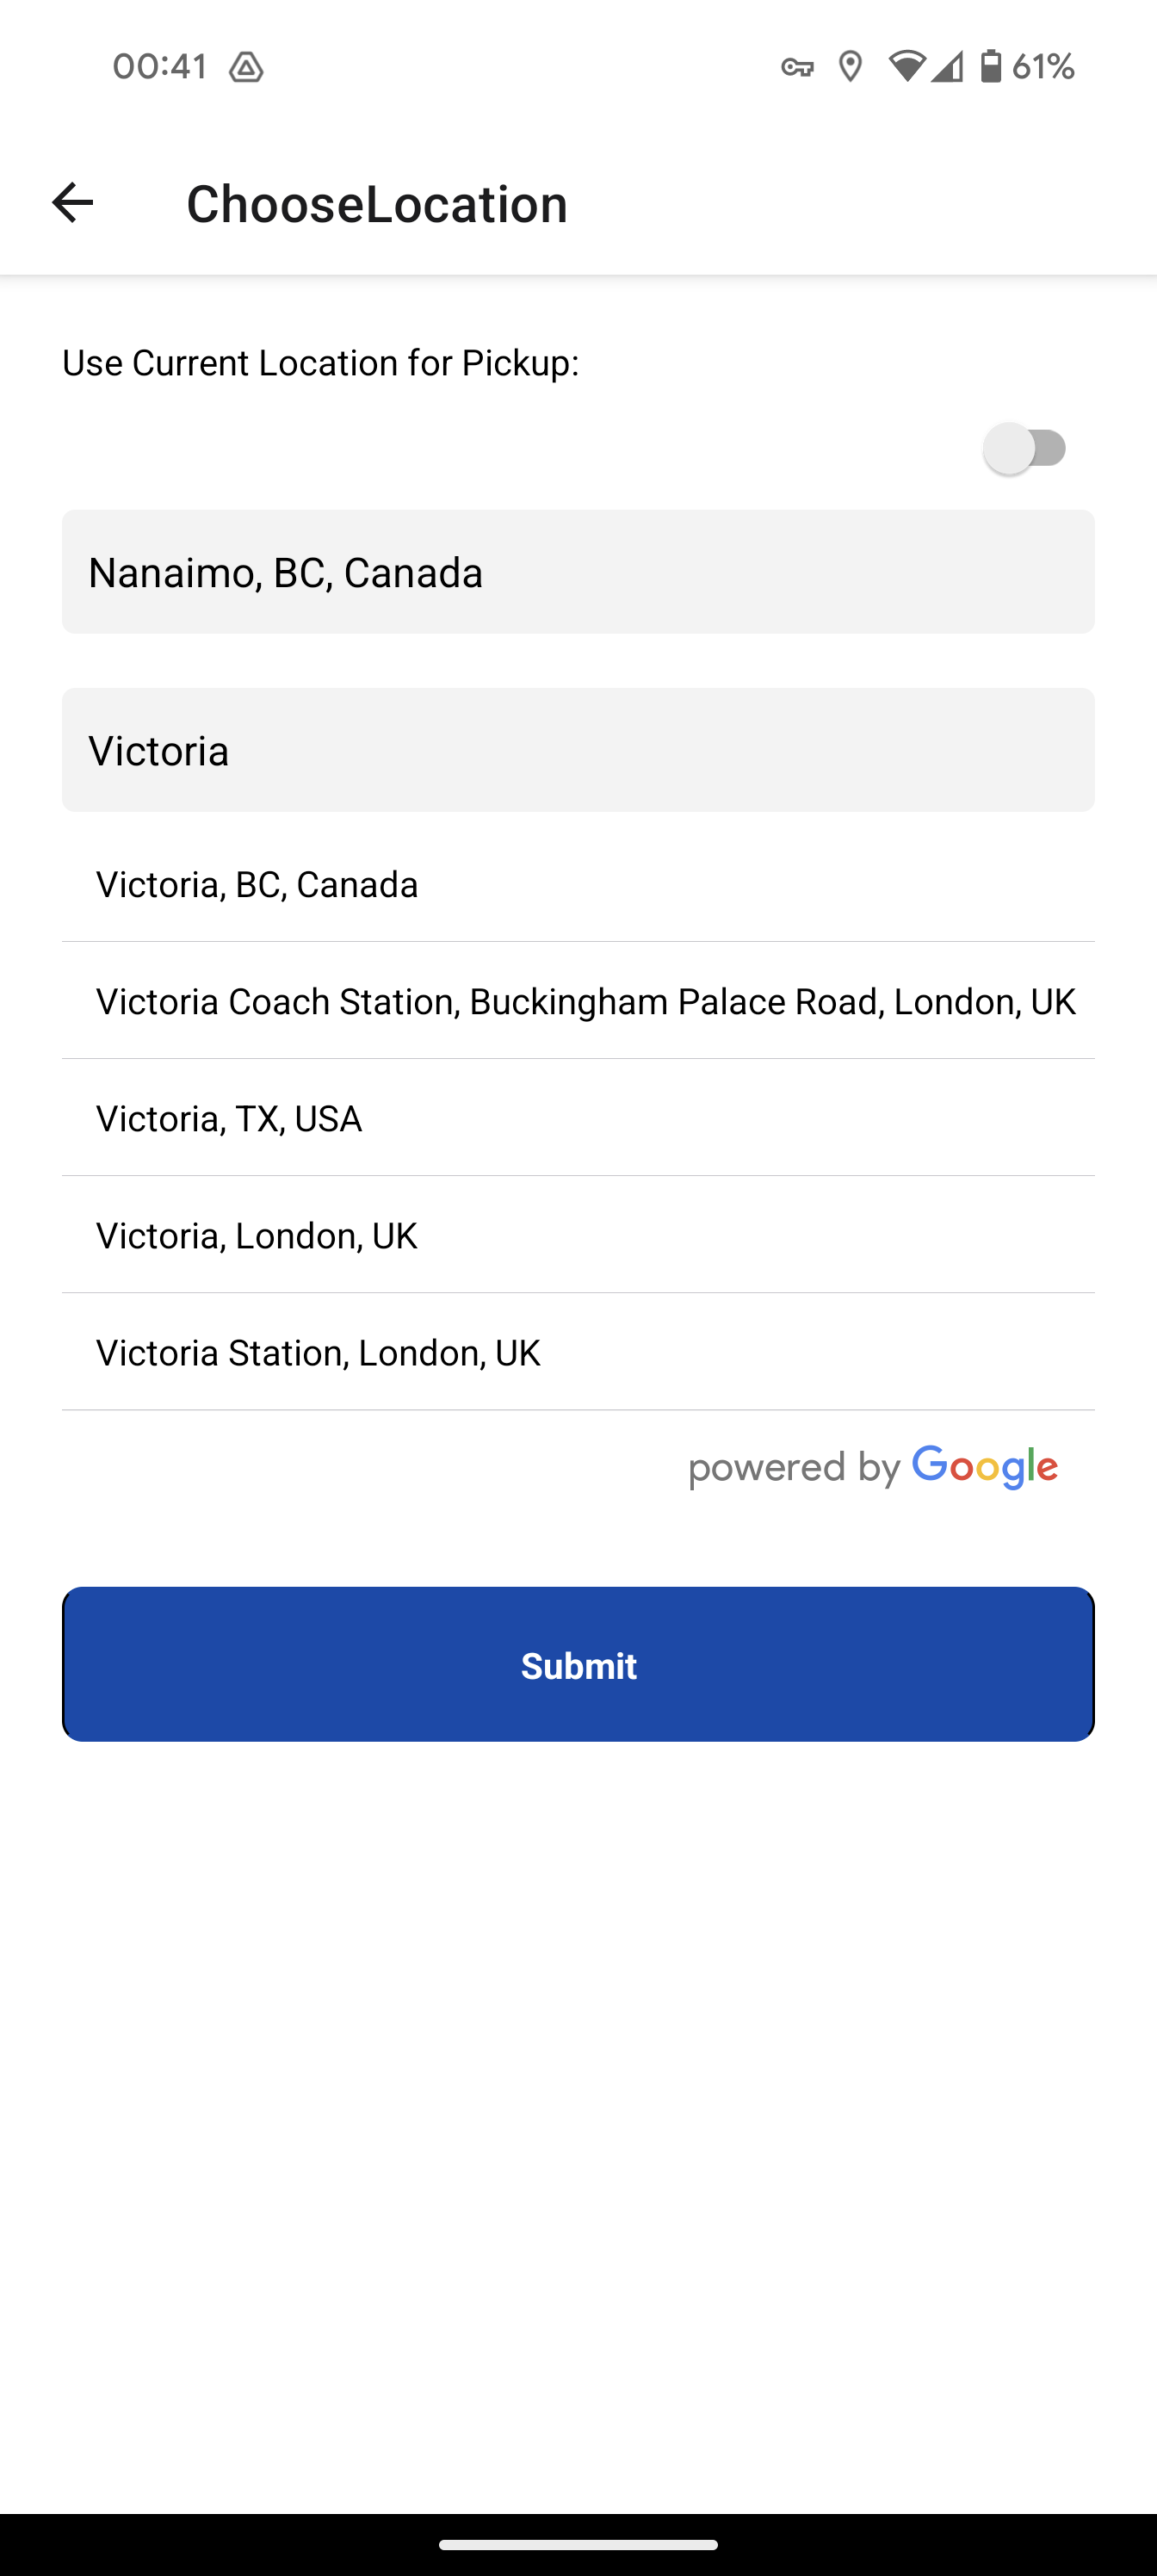 00:41
61%
ChooseLocation
Use Current Location for Pickup:
Nanaimo, BC, Canada
Victoria
Victoria, BC, Canada
Victoria Coach Station, Buckingham Palace Road, London, UK
Victoria, TX, USA
Victoria, London, UK
Victoria Station, London, UK
powered by Google
Submit